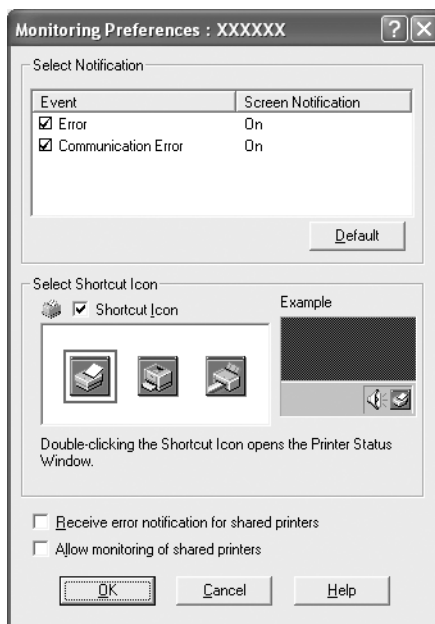 Monitoring Preferences : XXXXXX
Select Notification
Event Screen Notification
Error On
Communication Error On
Default
Select Shortcut Icon
Shortcut Icon
Example
Double-clicking the Shortcut Icon opens the Printer Status
Window.
Receive error notification for shared printers
Allow monitoring of shared printers
OK Cancel Help